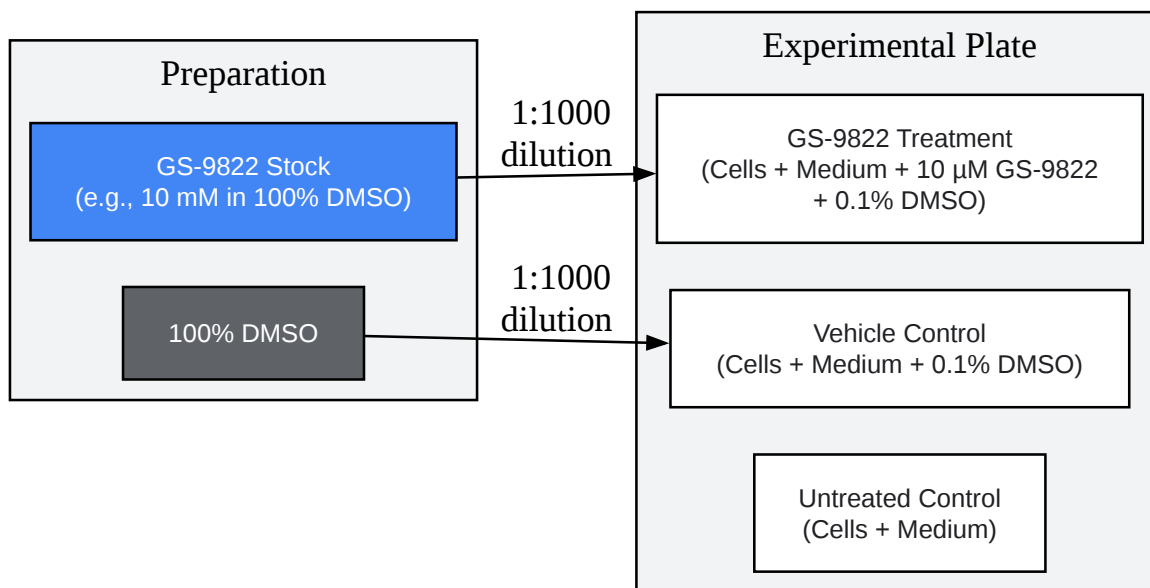 Preparation
GS-9822 Stock
(e.g., 10 mM in 100% DMSO)
100% DMSO
1:1000
dilution
1:1000
dilution
Experimental Plate
GS-9822 Treatment
(Cells + Medium + 10 µM GS-9822
+ 0.1% DMSO)
Vehicle Control
(Cells + Medium + 0.1% DMSO)
Untreated Control
(Cells + Medium)